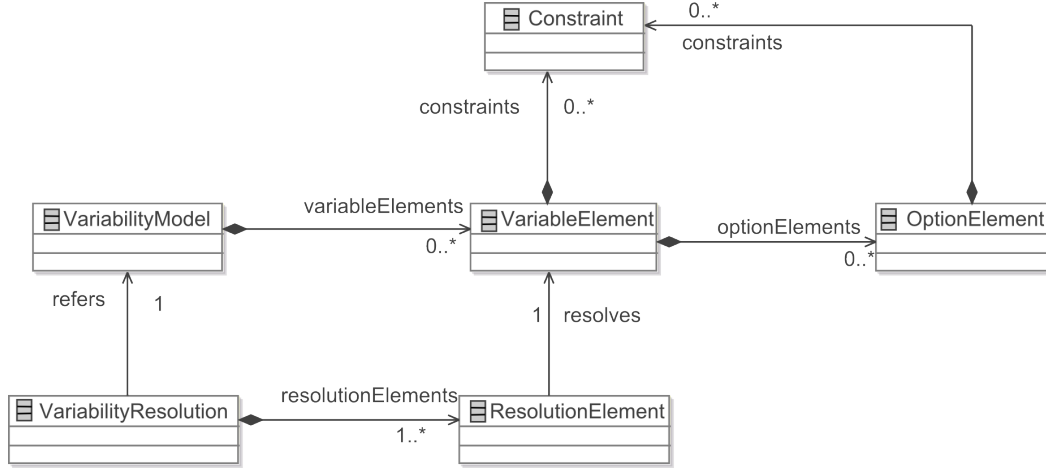 Constraint
0..*
constraints
constraints
0..*
VariabilityModel
variableElements
0..*
VariableElement
optionElements
0..*
OptionElement
refers
1
1
resolves
VariabilityResolution
resolutionElements
1..*
ResolutionElement